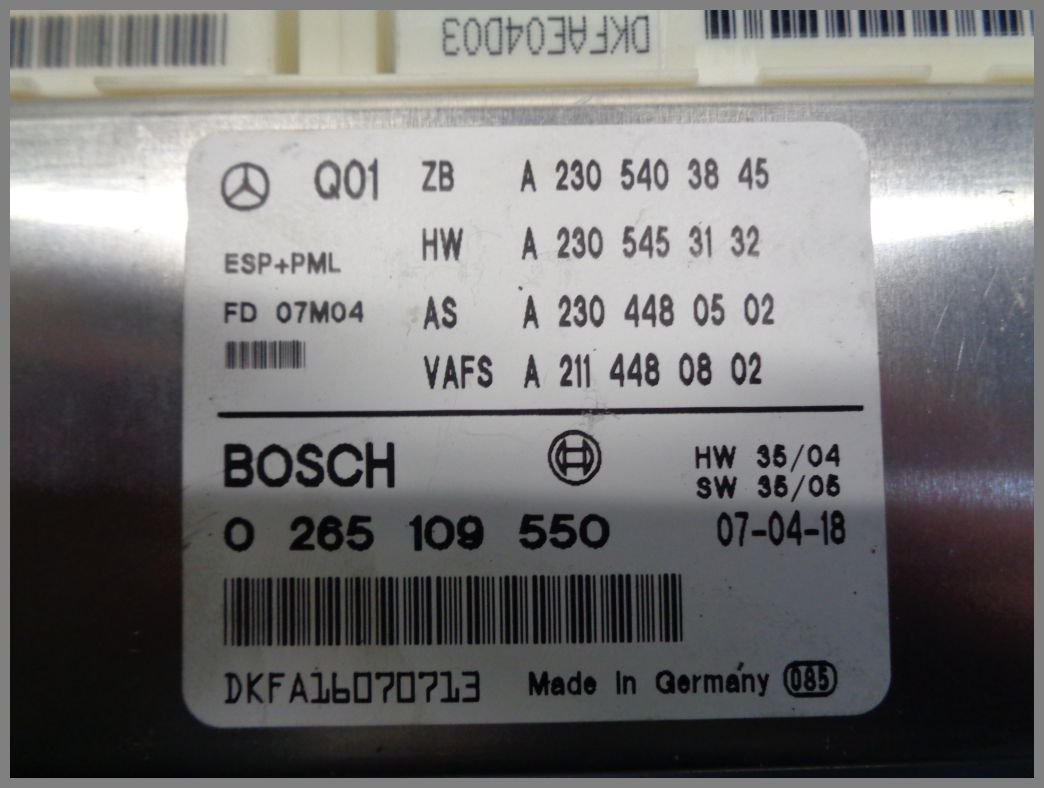 DKFAE04D03
Q01 ZB A 230 540 38 45
HW A 230 545 31 32
ESP+PML
FD 07M04 AS A 230 448 05 02
VAFS A 211 448 08 02
BOSCH HW 35/04
SW 35/05
0 265 109 550 07-04-18
DKFA16070713 Made in Germany 085